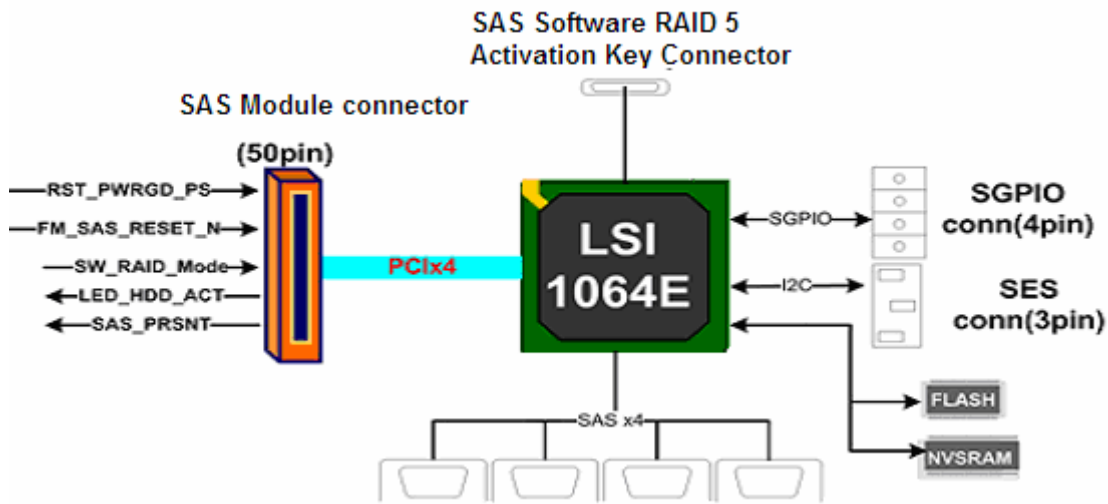 SAS Software RAID 5
Activation Key Connector
SAS Module connector
(50pin)
RST_PWRGD_PS
FM_SAS_RESET_N
SW_RAID_Mode
LED_HDD_ACT
SAS_PRSNT
PCIx4
LSI
1064E
SGPIO
SGPIO
conn(4pin)
I2C
SES
conn(3pin)
FLASH
NVSRAM
SAS x4